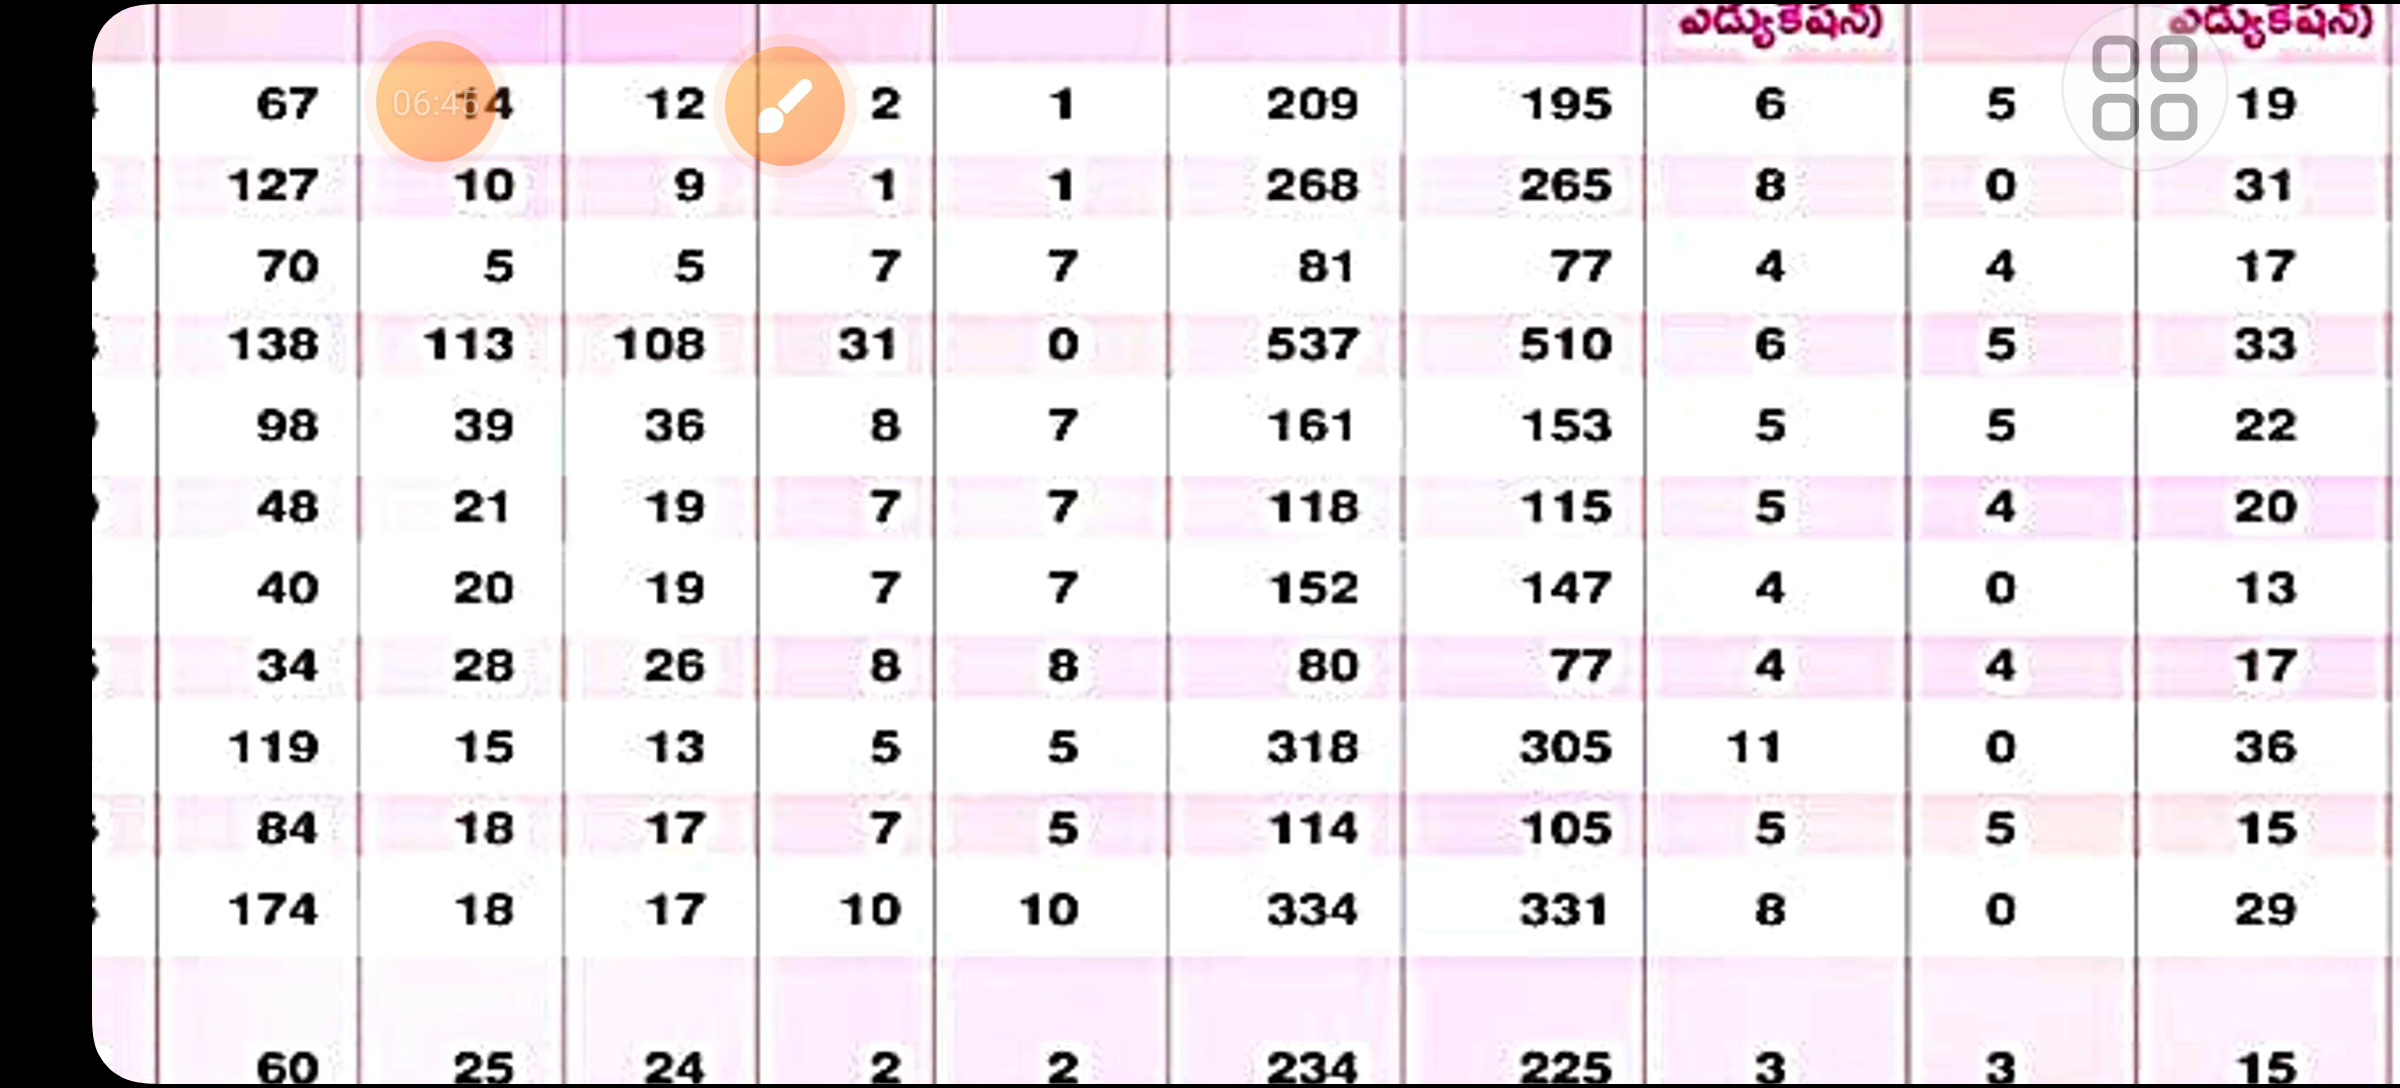 ఎడ్యుకేషన్) ఎడ్యుకేషన్)
67 14 12 2 1 209 195 6 5 19
06:46
127 10 9 1 1 268 265 8 0 31
70 5 5 7 7 81 77 4 4 17
138 113 108 31 0 537 510 6 5 33
98 39 36 8 7 161 153 5 5 22
48 21 19 7 7 118 115 5 4 20
40 20 19 7 7 152 147 4 0 13
34 28 26 8 8 80 77 4 4 17
119 15 13 5 5 318 305 11 0 36
84 18 17 7 5 114 105 5 5 15
174 18 17 10 10 334 331 8 0 29
60 25 24 2 2 234 225 3 3 15